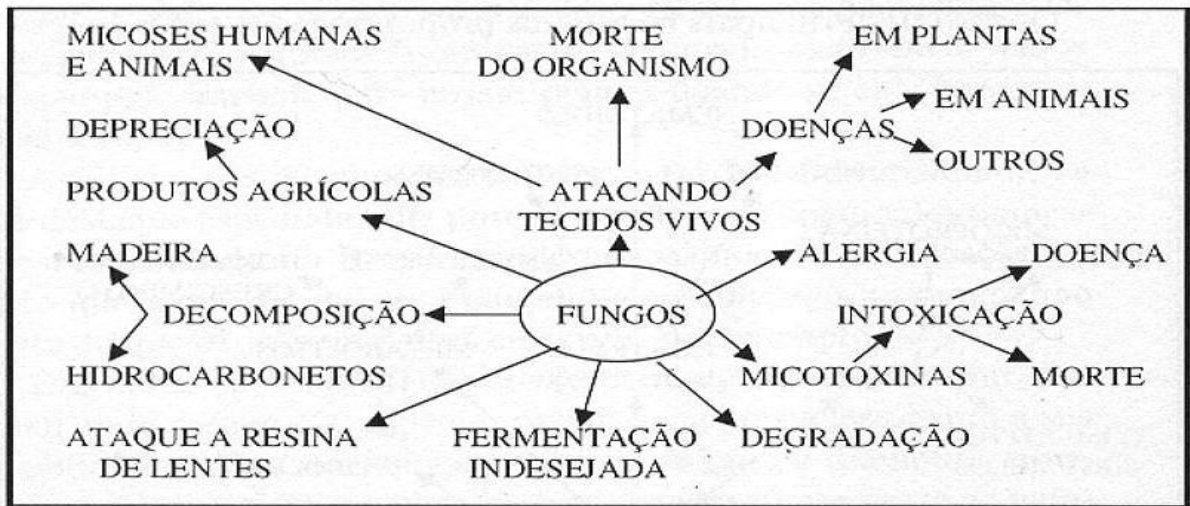 MICOSES HUMANAS
E ANIMAIS
MORTE
DO ORGANISMO
EM PLANTAS
EM ANIMAIS
DEPRECIAÇÃO
DOENÇAS
OUTROS
PRODUTOS AGRÍCOLAS
ATACANDO
TECIDOS VIVOS
MADEIRA
ALERGIA
DOENÇA
DECOMPOSIÇÃO
FUNGOS
INTOXICAÇÃO
HIDROCARBONETOS
MICOTOXINAS
MORTE
ATAQUE A RESINA
DE LENTES
FERMENTAÇÃO
INDESEJADA
DEGRADAÇÃO